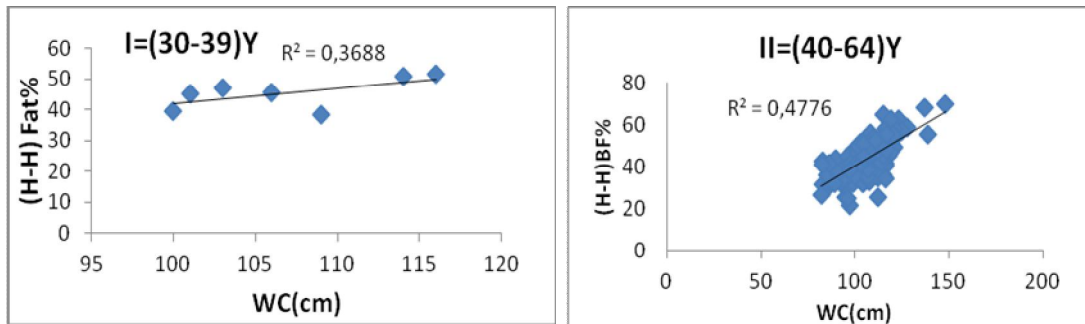 I=(30-39)Y
R² = 0,3688
(H-H) Fat%
60
50
40
30
20
10
0
95 100 105 110 115 120
WC(cm)
II=(40-64)Y
R² = 0,4776
(H-H)BF%
80
60
40
20
0
0 50 100 150 200
WC(cm)